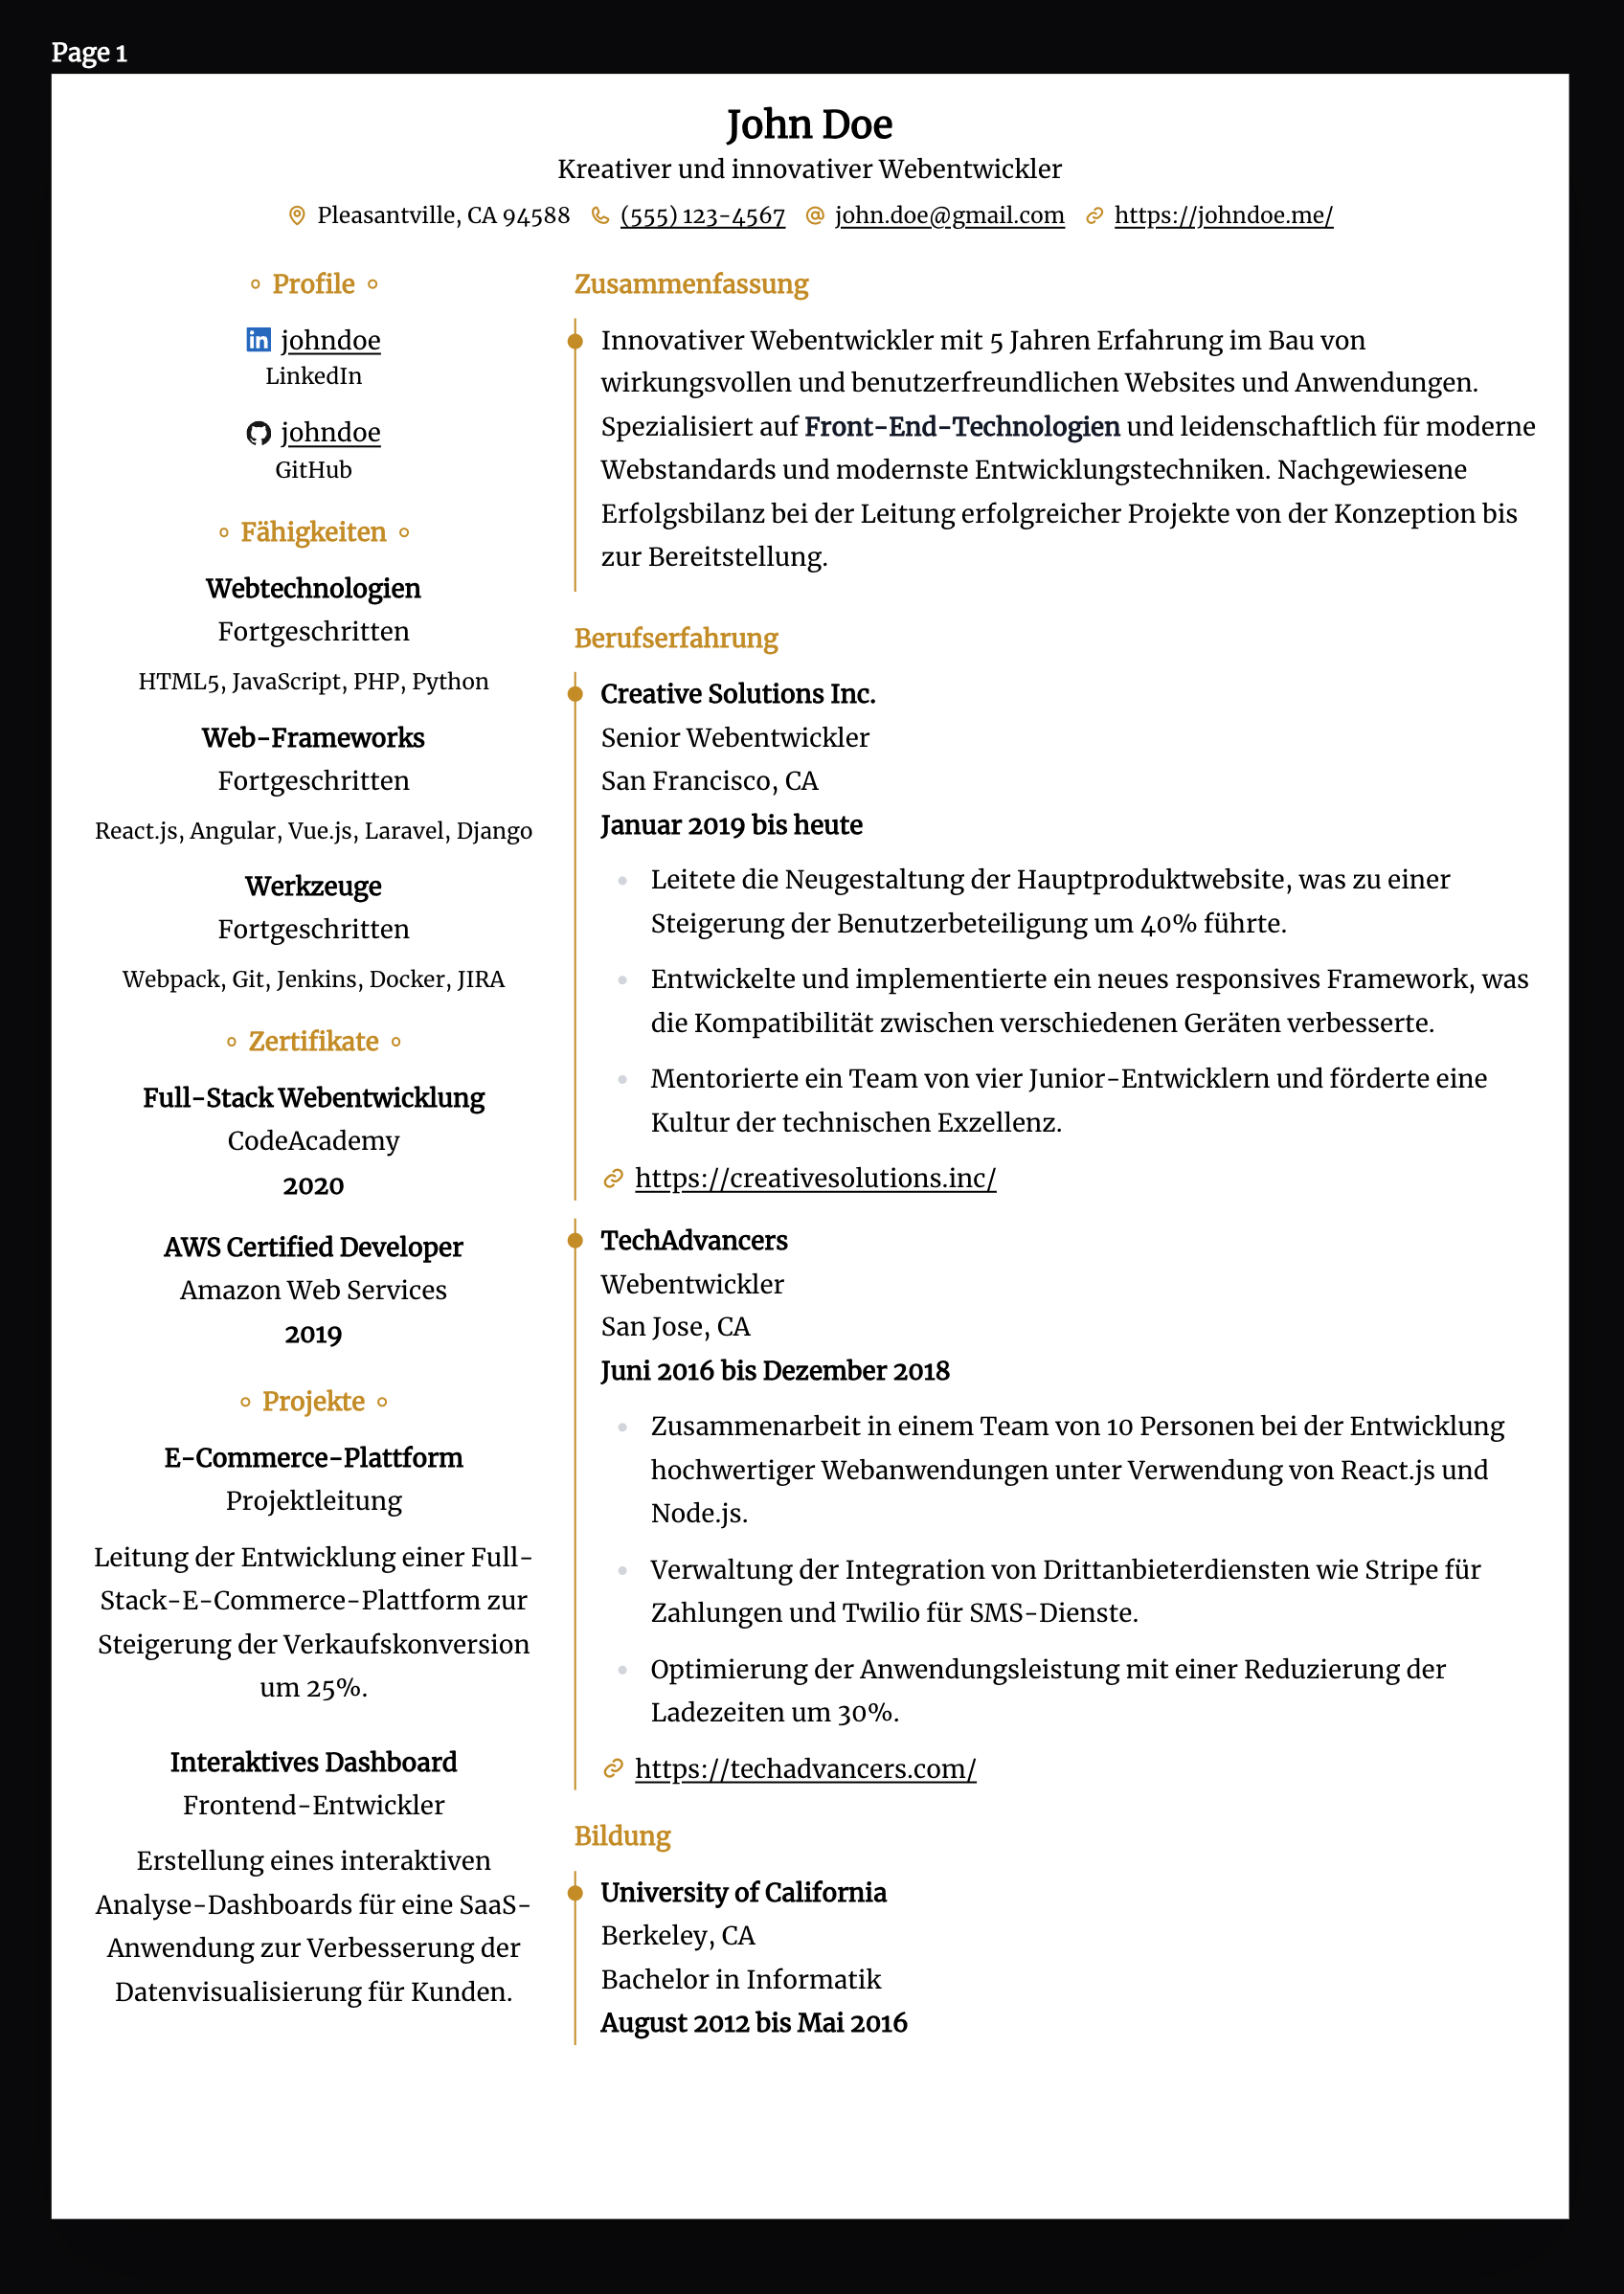 Page 1
John Doe
Kreativer und innovativer Webentwickler
Pleasantville, CA 94588 (555) 123-4567 john.doe@gmail.com https://johndoe.me/
Profile
johndoe
LinkedIn
johndoe
GitHub
Fähigkeiten
Webtechnologien
Fortgeschritten
HTML5, JavaScript, PHP, Python
Web-Frameworks
Fortgeschritten
React.js, Angular, Vue.js, Laravel, Django
Werkzeuge
Fortgeschritten
Webpack, Git, Jenkins, Docker, JIRA
Zertifikate
Full-Stack Webentwicklung
CodeAcademy
2020
AWS Certified Developer
Amazon Web Services
2019
Projekte
E-Commerce-Plattform
Projektleitung
Leitung der Entwicklung einer Full-
Stack-E-Commerce-Plattform zur
Steigerung der Verkaufskonversion
um 25%.
Interaktives Dashboard
Frontend-Entwickler
Erstellung eines interaktiven
Analyse-Dashboards für eine SaaS-
Anwendung zur Verbesserung der
Datenvisualisierung für Kunden.
Zusammenfassung
Innovativer Webentwickler mit 5 Jahren Erfahrung im Bau von
wirkungsvollen und benutzerfreundlichen Websites und Anwendungen.
Spezialisiert auf Front-End-Technologien und leidenschaftlich für moderne
Webstandards und modernste Entwicklungstechniken. Nachgewiesene
Erfolgsbilanz bei der Leitung erfolgreicher Projekte von der Konzeption bis
zur Bereitstellung.
Berufserfahrung
Creative Solutions Inc.
Senior Webentwickler
San Francisco, CA
Januar 2019 bis heute
Leitete die Neugestaltung der Hauptproduktwebsite, was zu einer
Steigerung der Benutzerbeteiligung um 40% führte.
Entwickelte und implementierte ein neues responsives Framework, was
die Kompatibilität zwischen verschiedenen Geräten verbesserte.
Mentorierte ein Team von vier Junior-Entwicklern und förderte eine
Kultur der technischen Exzellenz.
https://creativesolutions.inc/
TechAdvancers
Webentwickler
San Jose, CA
Juni 2016 bis Dezember 2018
Zusammenarbeit in einem Team von 10 Personen bei der Entwicklung
hochwertiger Webanwendungen unter Verwendung von React.js und
Node.js.
Verwaltung der Integration von Drittanbieterdiensten wie Stripe für
Zahlungen und Twilio für SMS-Dienste.
Optimierung der Anwendungsleistung mit einer Reduzierung der
Ladezeiten um 30%.
https://techadvancers.com/
Bildung
University of California
Berkeley, CA
Bachelor in Informatik
August 2012 bis Mai 2016